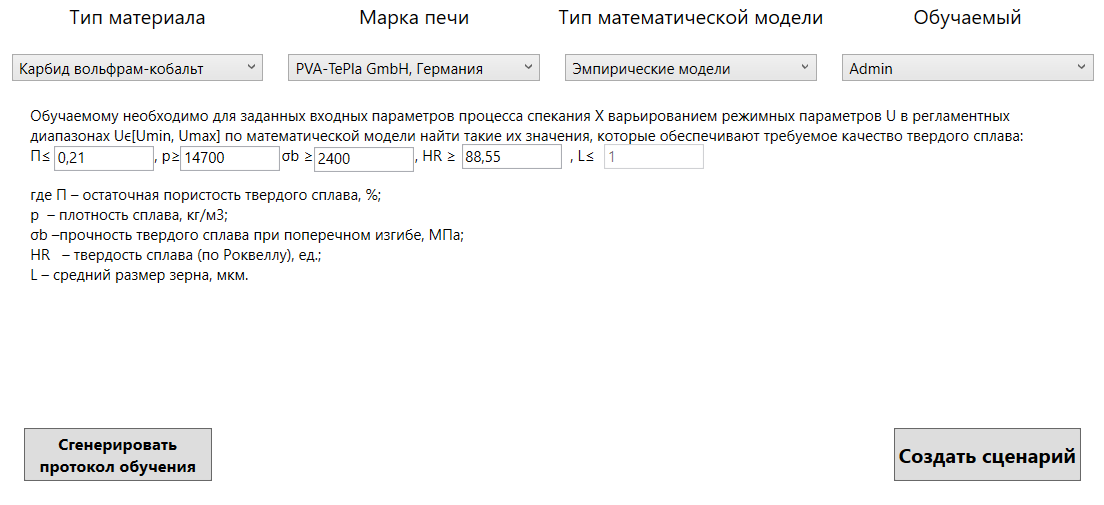 Тип материала Марка печи Тип математической модели Обучаемый
Карбид вольфрам-кобальт PVA-TePla GmbH, Германия Эмпирические модели Admin
Обучаемому необходимо для заданных входных параметров процесса спекания X варьированием режимных параметров U в регламентных
диапазонах Uϵ[Umin, Umax] по математической модели найти такие их значения, которые обеспечивают требуемое качество твердого сплава:
П≤ 0,21 , p≥ 14700 σb ≥ 2400 , HR ≥ 88,55 , L≤ 1
где П – остаточная пористость твердого сплава, %;
p – плотность сплава, кг/м3;
σb –прочность твердого сплава при поперечном изгибе, МПа;
HR – твердость сплава (по Роквеллу), ед.;
L – средний размер зерна, мкм.
Сгенерировать
протокол обучения
Создать сценарий